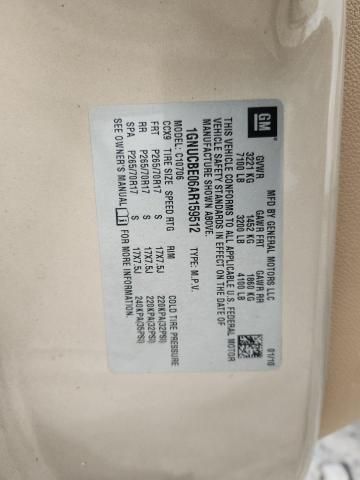 GM
MFD BY GENERAL MOTORS LLC 01/10
GVWR GAWR FRT GAWR RR
3221 KG 1452 KG 1860 KG
7100 LB 3200 LB 4100 LB
THIS VEHICLE CONFORMS TO ALL APPLICABLE U.S. FEDERAL MOTOR
VEHICLE SAFETY STANDARDS IN EFFECT ON THE DATE OF
MANUFACTURE SHOWN ABOVE.
1GNUCBE06AR159512 TYPE: M.P.V.
MODEL: C10706
CCX9 TIRE SIZE SPEED RTG RIM COLD TIRE PRESSURE
FRT P265/70R17 S 17X7.5J 220KPA(32PSI)
RR P265/70R17 S 17X7.5J 220KPA(32PSI)
SPA P265/70R17 S 17X7.5J 240KPA(35PSI)
SEE OWNER'S MANUAL FOR MORE INFORMATION.